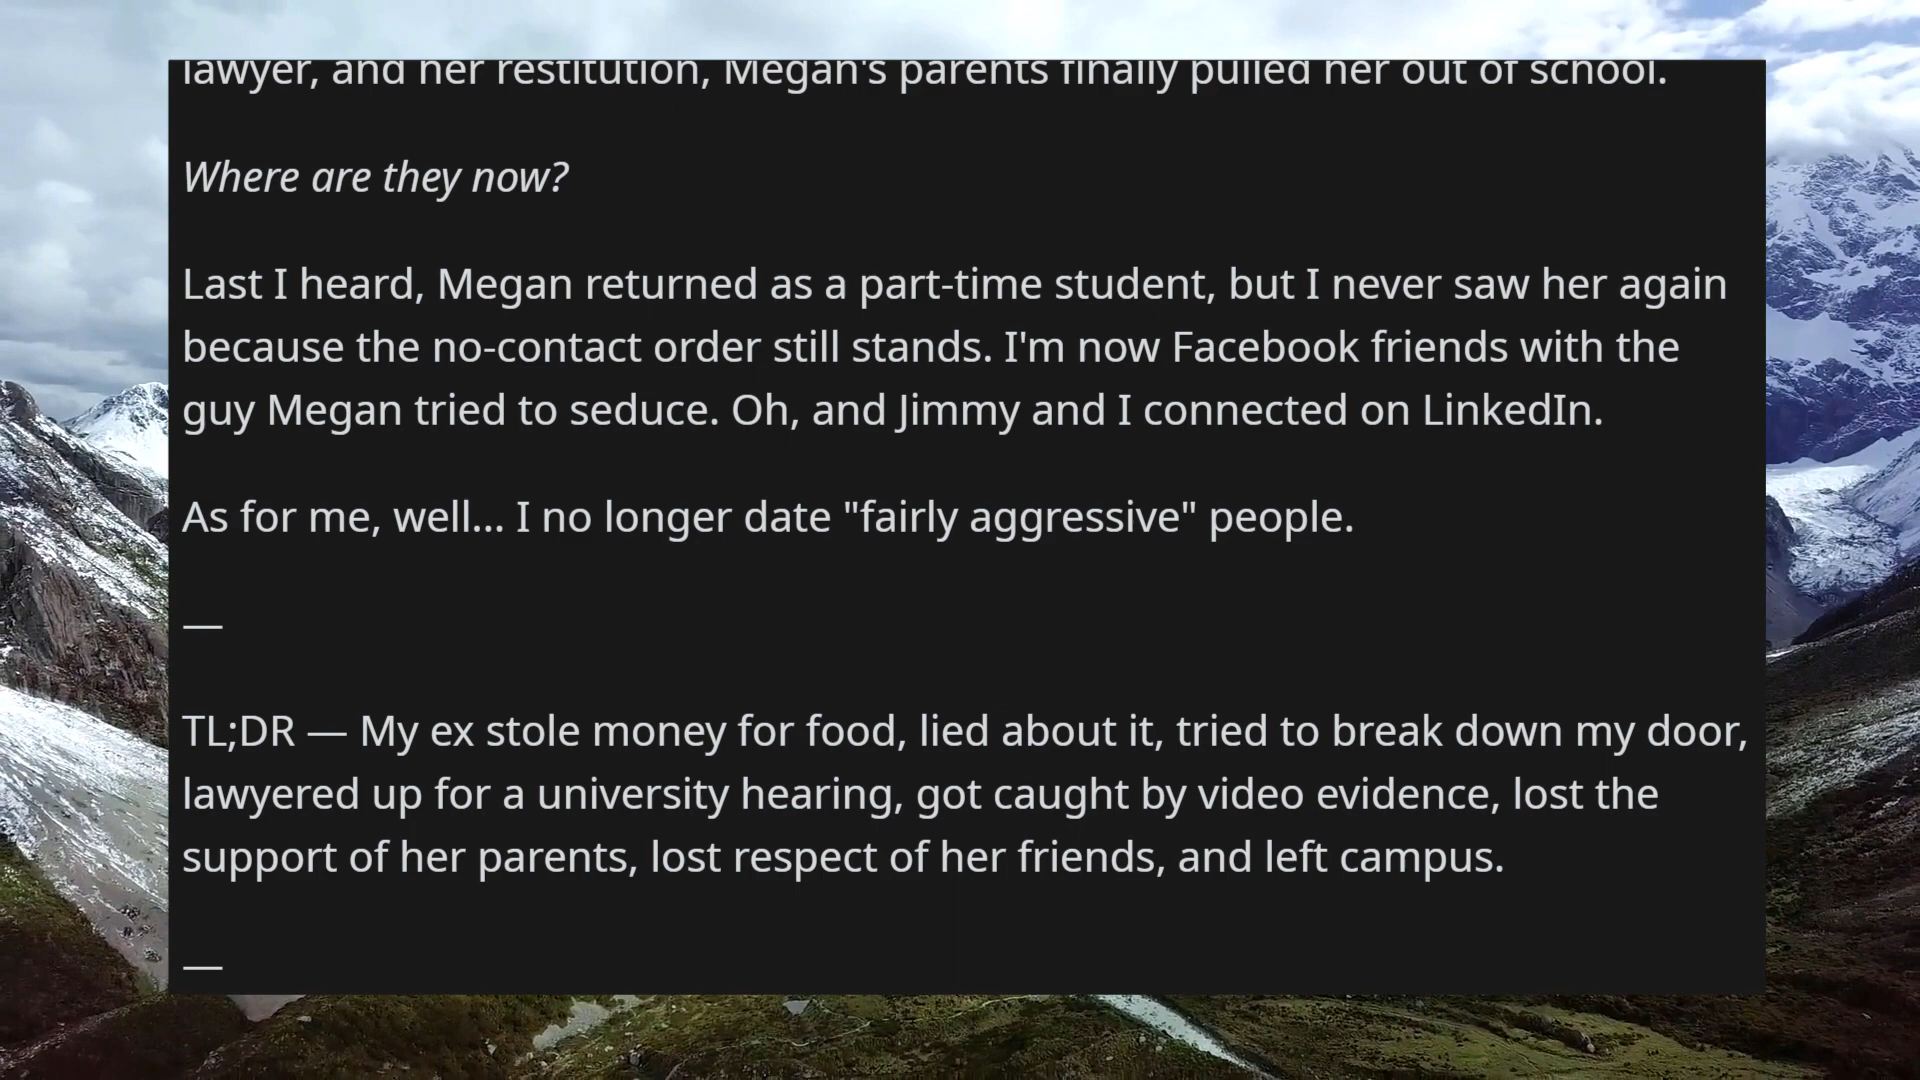 lawyer, and her restitution, Megan's parents finally pulled her out of school.
Where are they now?
Last I heard, Megan returned as a part-time student, but I never saw her again
because the no-contact order still stands. I'm now Facebook friends with the
guy Megan tried to seduce. Oh, and Jimmy and I connected on LinkedIn.
As for me, well... I no longer date "fairly aggressive" people.
—
TL;DR — My ex stole money for food, lied about it, tried to break down my door,
lawyered up for a university hearing, got caught by video evidence, lost the
support of her parents, lost respect of her friends, and left campus.
—